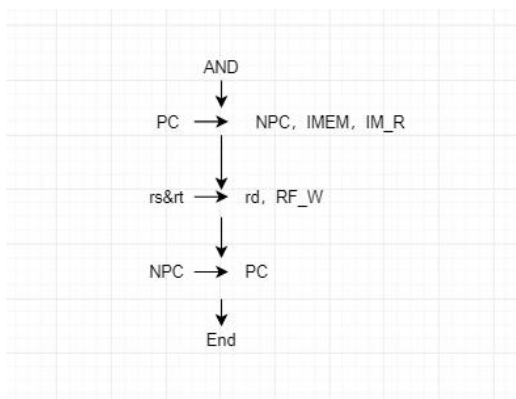 AND
PC NPC, IMEM, IM_R
rs&rt rd, RF_W
NPC PC
End